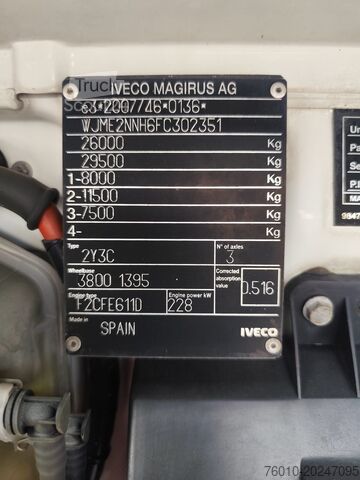 IVECO MAGIRUS AG
e3*2007/46*0136*
WJME2NNH6FC302351
26000 Kg
29500 Kg
1-8000 Kg
2-11500 Kg
3-7500 Kg
4- Kg
Type 2Y3C N° of axles 3
Wheelbase 3800 1395 Corrected absorption value 0.516
Engine type F2CFE611D Engine power kW 228
Made in SPAIN IVECO
76010-20247095